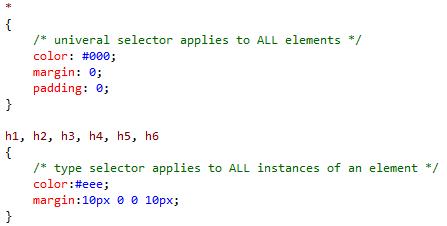 *
{
/* univeral selector applies to ALL elements */
color: #000;
margin: 0;
padding: 0;
}
h1, h2, h3, h4, h5, h6
{
/* type selector applies to ALL instances of an element */
color:#eee;
margin:10px 0 0 10px;
}